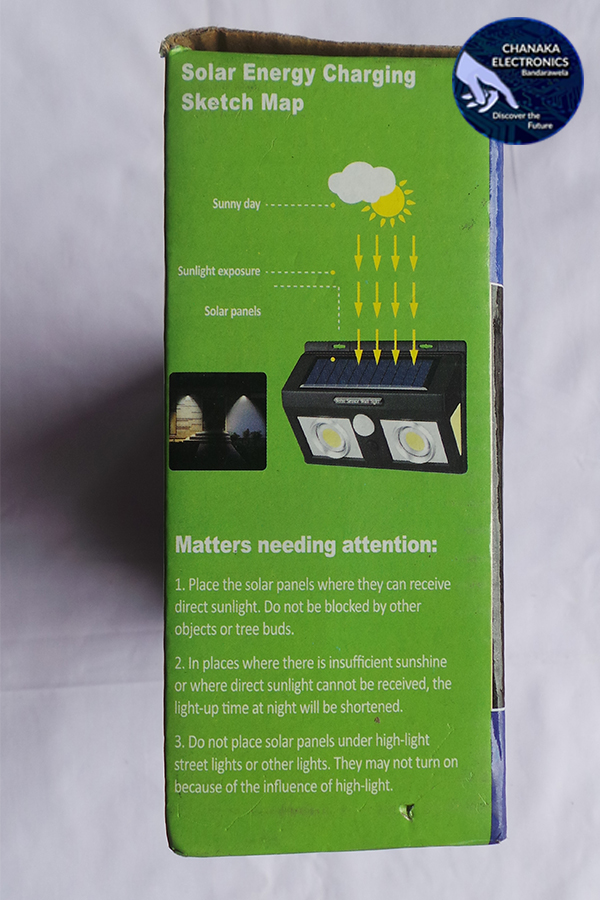 CHANAKA
ELECTRONICS
Bandarawela
Discover the
Future
Solar Energy Charging
Sketch Map
Sunny day
Sunlight exposure
Solar panels
Matters needing attention:
1. Place the solar panels where they can receive
direct sunlight. Do not be blocked by other
objects or tree buds.
2. In places where there is insufficient sunshine
or where direct sunlight cannot be received, the
light-up time at night will be shortened.
3. Do not place solar panels under high-light
street lights or other lights. They may not turn on
because of the influence of high-light.